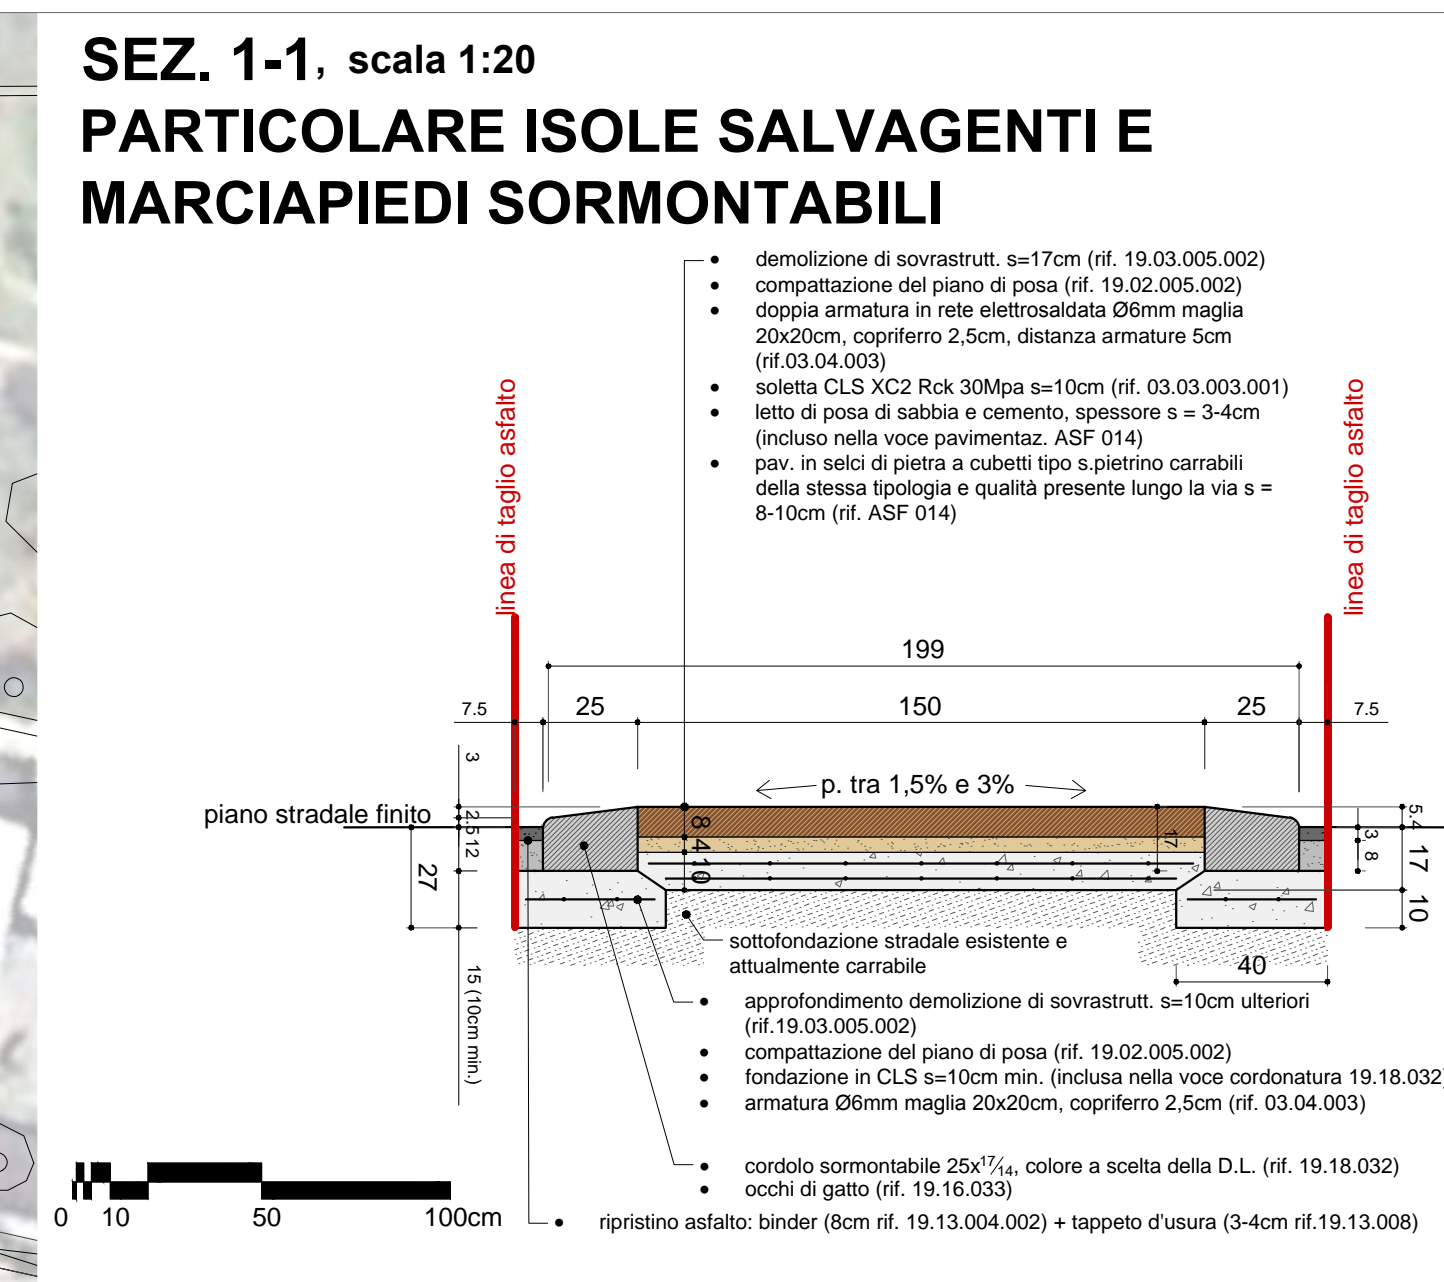 SEZ. 1-1, scala 1:20
PARTICOLARE ISOLE SALVAGENTI E
MARCIAPIEDI SORMONTABILI
• demolizione di sovrastrutt. s=17cm (rif. 19.03.005.002)
• compattazione del piano di posa (rif. 19.02.005.002)
• doppia armatura in rete elettrosaldata Ø6mm maglia
20x20cm, copriferro 2,5cm, distanza armature 5cm
(rif.03.04.003)
• soletta CLS XC2 Rck 30Mpa s=10cm (rif. 03.03.003.001)
• letto di posa di sabbia e cemento, spessore s = 3-4cm
(incluso nella voce pavimentaz. ASF 014)
• pav. in selci di pietra a cubetti tipo s.pietrino carrabili
della stessa tipologia e qualità presente lungo la via s =
8-10cm (rif. ASF 014)
linea di taglio asfalto
linea di taglio asfalto
199
7.5
25
150
25
7.5
3
p. tra 1,5% e 3%
piano stradale finito
2.5
12
27
15 (10cm min.)
8
4
10
17
5.4
3
8
17
10
40
sottofondazione stradale esistente e
attualmente carrabile
• approfondimento demolizione di sovrastrutt. s=10cm ulteriori
(rif.19.03.005.002)
• compattazione del piano di posa (rif. 19.02.005.002)
• fondazione in CLS s=10cm min. (inclusa nella voce cordonatura 19.18.032)
• armatura Ø6mm maglia 20x20cm, copriferro 2,5cm (rif. 03.04.003)
• cordolo sormontabile 25x17⁄14, colore a scelta della D.L. (rif. 19.18.032)
• occhi di gatto (rif. 19.16.033)
• ripristino asfalto: binder (8cm rif. 19.13.004.002) + tappeto d'usura (3-4cm rif.19.13.008)
0 10 50 100cm